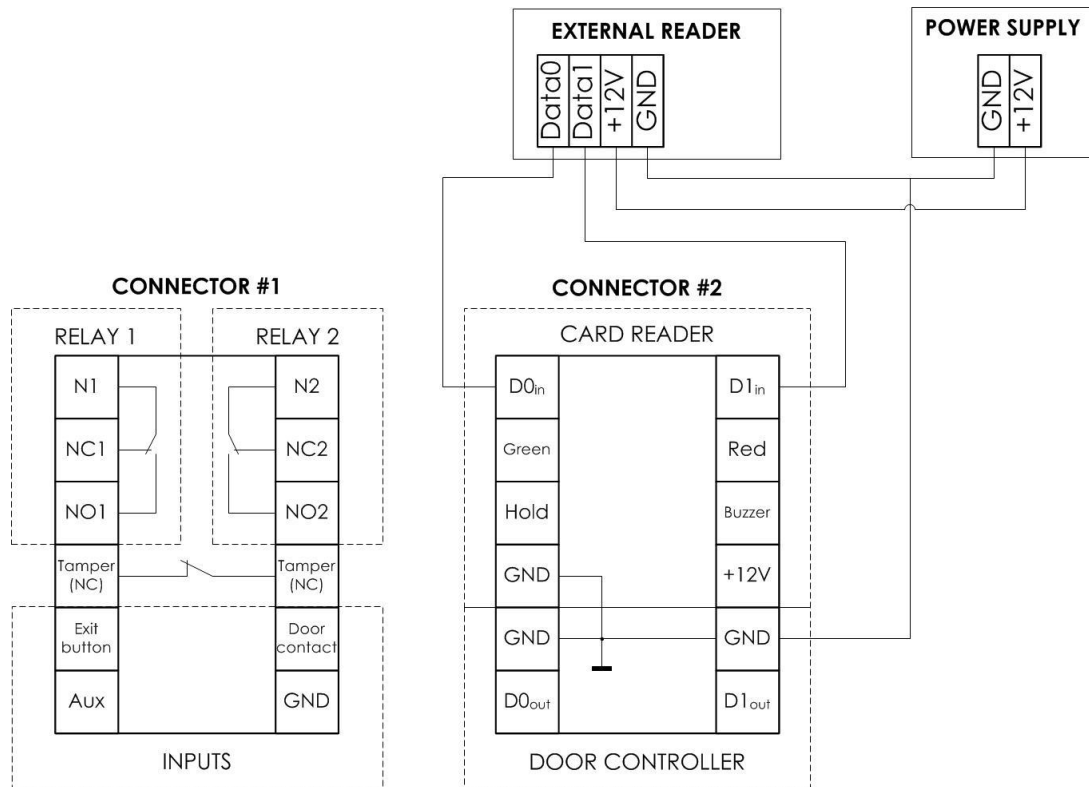 EXTERNAL READER
POWER SUPPLY
Data0
Data1
+12V
GND
GND
+12V
CONNECTOR #1
RELAY 1
RELAY 2
N1
N2
NC1
NC2
NO1
NO2
Tamper
(NC)
Tamper
(NC)
Exit
button
Door
contact
Aux
GND
INPUTS
CONNECTOR #2
CARD READER
D0in
D1in
Green
Red
Hold
Buzzer
GND
+12V
GND
GND
D0out
D1out
DOOR CONTROLLER